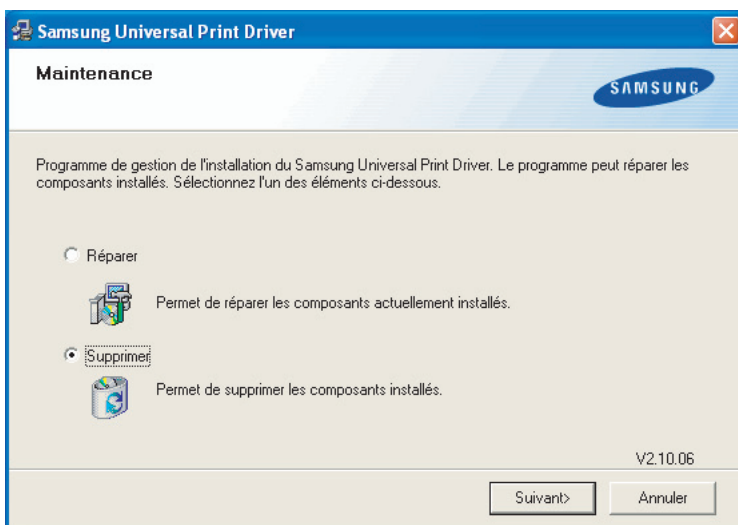 Samsung Universal Print Driver
Maintenance
SAMSUNG
Programme de gestion de l'installation du Samsung Universal Print Driver. Le programme peut réparer les
composants installés. Sélectionnez l'un des éléments ci-dessous.
Réparer
Permet de réparer les composants actuellement installés.
Supprimer
Permet de supprimer les composants installés.
V2.10.06
Suivant>
Annuler